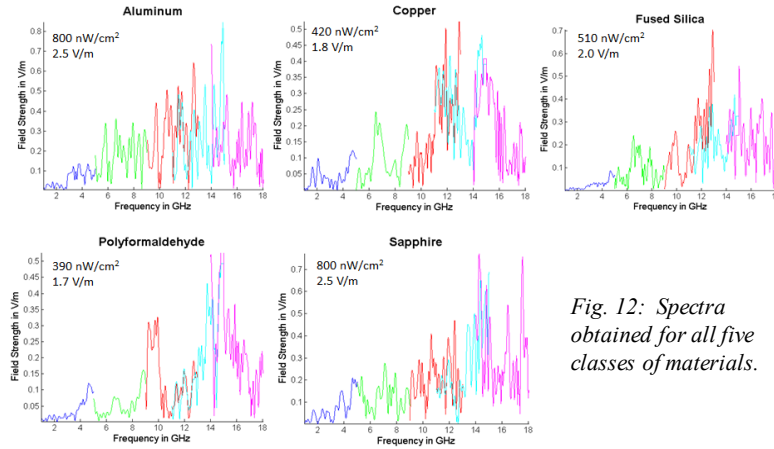 Aluminum
800 nW/cm²
2.5 V/m
Field Strength in V/m
0.8
0.7
0.6
0.5
0.4
0.3
0.2
0.1
2 4 6 8 10 12 14 16 18
Frequency in GHz
Copper
420 nW/cm²
1.8 V/m
Field Strength in V/m
0.5
0.45
0.4
0.35
0.3
0.25
0.2
0.15
0.1
0.05
2 4 6 8 10 12 14 16 18
Frequency in GHz
Fused Silica
510 nW/cm²
2.0 V/m
Field Strength in V/m
0.7
0.6
0.5
0.4
0.3
0.2
0.1
2 4 6 8 10 12 14 16 18
Frequency in GHz
Polyformaldehyde
390 nW/cm²
1.7 V/m
Field Strength in V/m
0.5
0.45
0.4
0.35
0.3
0.25
0.2
0.15
0.1
0.05
2 4 6 8 10 12 14 16 18
Frequency in GHz
Sapphire
800 nW/cm²
2.5 V/m
Field Strength in V/m
0.7
0.6
0.5
0.4
0.3
0.2
0.1
2 4 6 8 10 12 14 16 18
Frequency in GHz
Fig. 12: Spectra
obtained for all five
classes of materials.